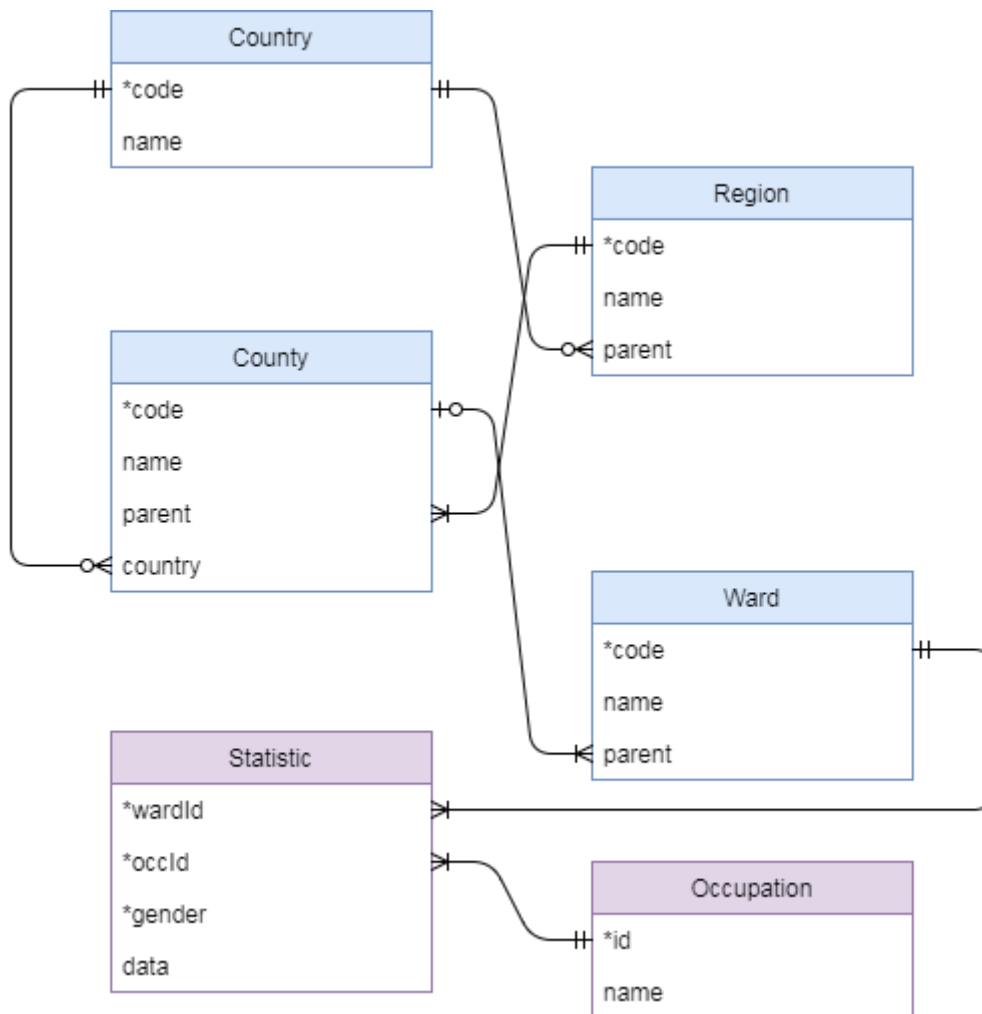 Country
*code
name
Region
*code
name
parent
County
*code
name
parent
country
Ward
*code
name
parent
Statistic
*wardId
*occId
*gender
data
Occupation
*id
name